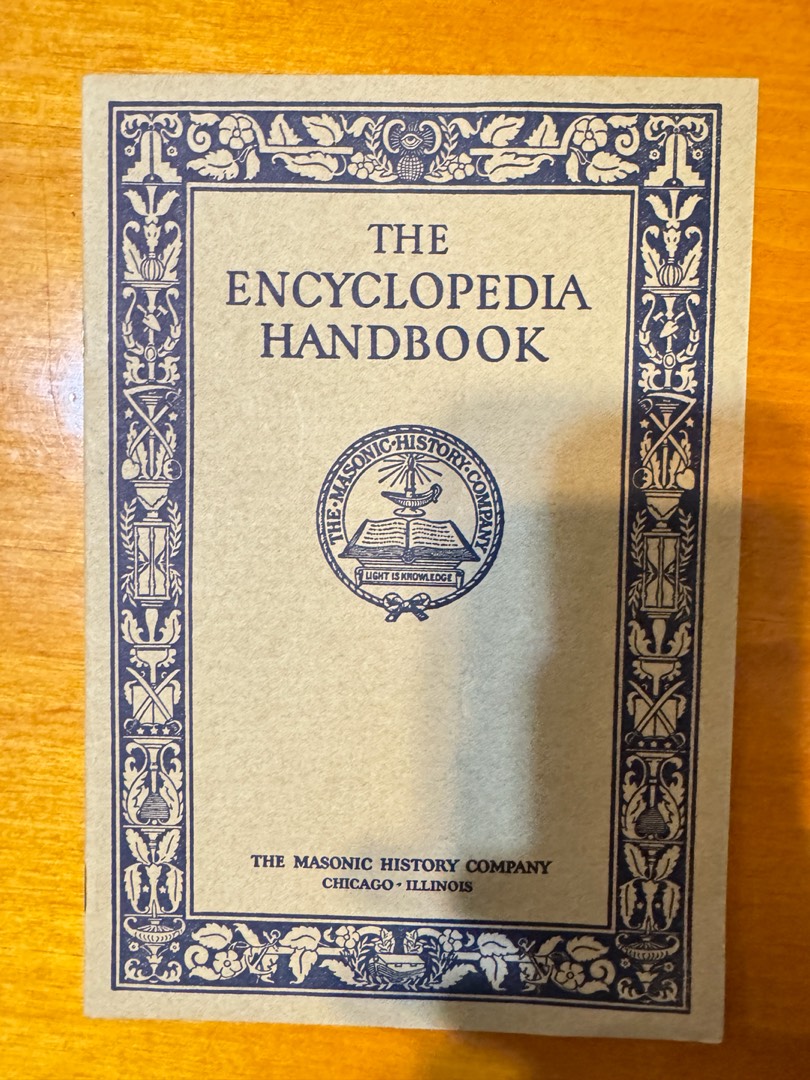 THE
ENCYCLOPEDIA
HANDBOOK
THE·MASONIC·HISTORY·COMPANY
LIGHT IS KNOWLEDGE
THE MASONIC HISTORY COMPANY
CHICAGO · ILLINOIS